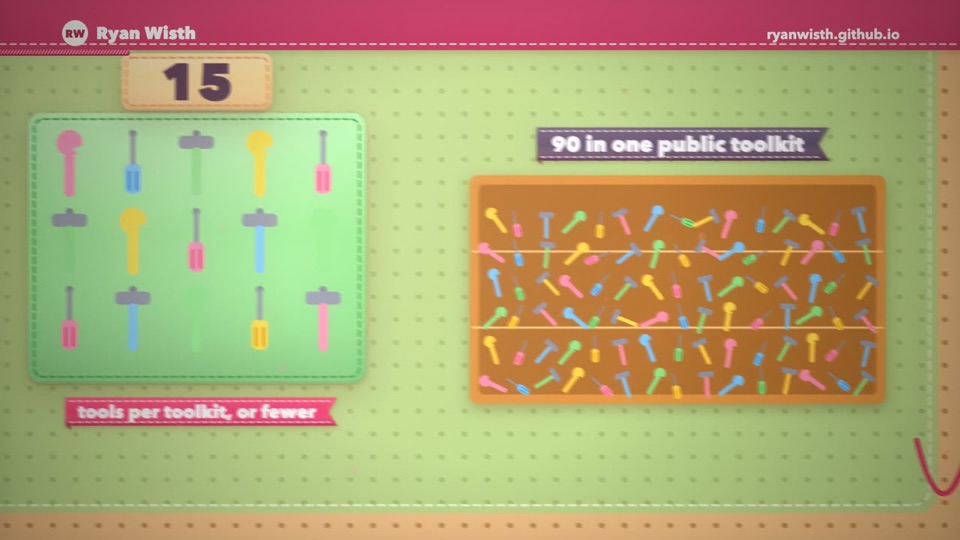 RW Ryan Wisth
ryanwisth.github.io
15
tools per toolkit, or fewer
90 in one public toolkit